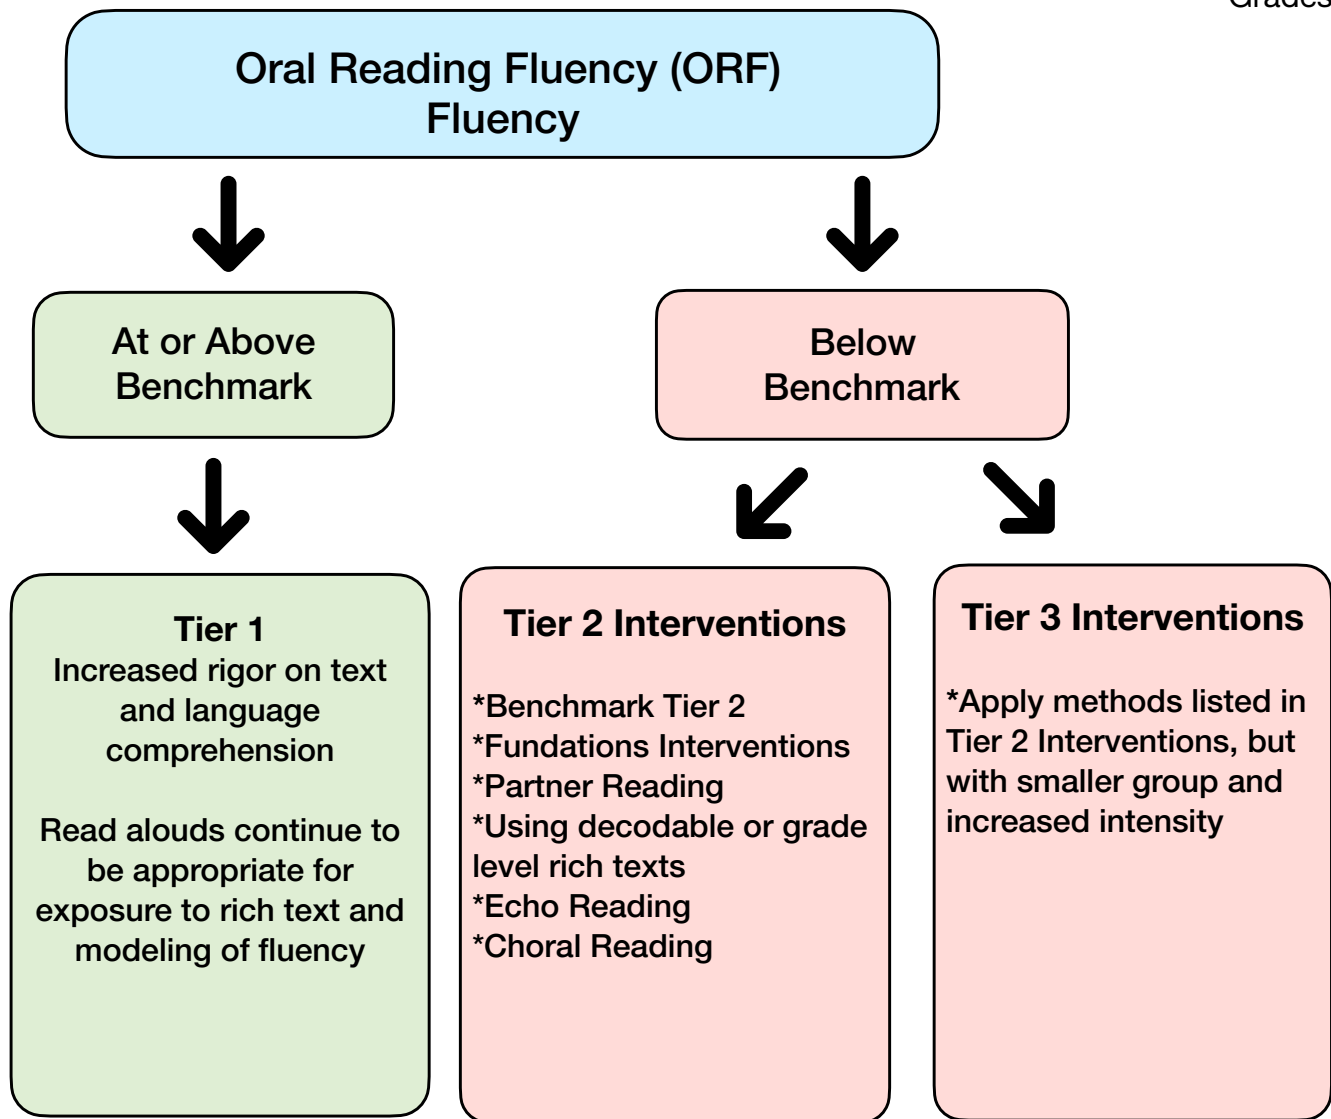 Grades
Oral Reading Fluency (ORF)
Fluency
At or Above
Benchmark
Below
Benchmark
Tier 1
Increased rigor on text
and language
comprehension
Read alouds continue to
be appropriate for
exposure to rich text and
modeling of fluency
Tier 2 Interventions
*Benchmark Tier 2
*Fundations Interventions
*Partner Reading
*Using decodable or grade
level rich texts
*Echo Reading
*Choral Reading
Tier 3 Interventions
*Apply methods listed in
Tier 2 Interventions, but
with smaller group and
increased intensity